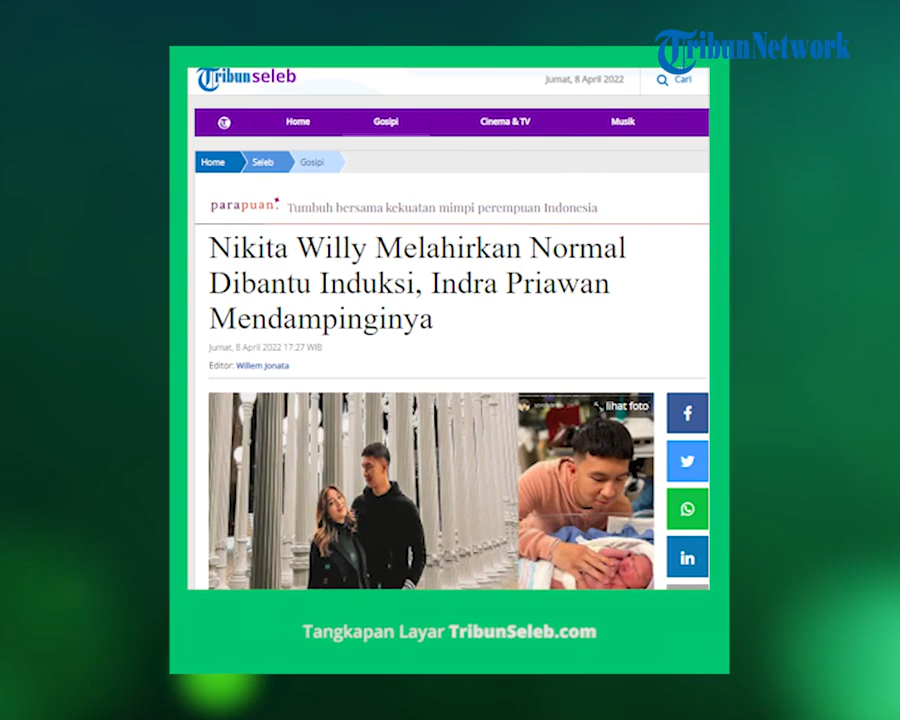 TribunNetwork
Tribunseleb
Jumat, 8 April 2022
Cari
Home
Gosipi
Cinema & TV
Musik
Home
Seleb
Gosipi
parapuan
Tumbuh bersama kekuatan mimpi perempuan Indonesia
Nikita Willy Melahirkan Normal
Dibantu Induksi, Indra Priawan
Mendampinginya
Jumat, 8 April 2022 17:27 WIB
Editor: Willem Jonata
lihat foto
Tangkapan Layar TribunSeleb.com